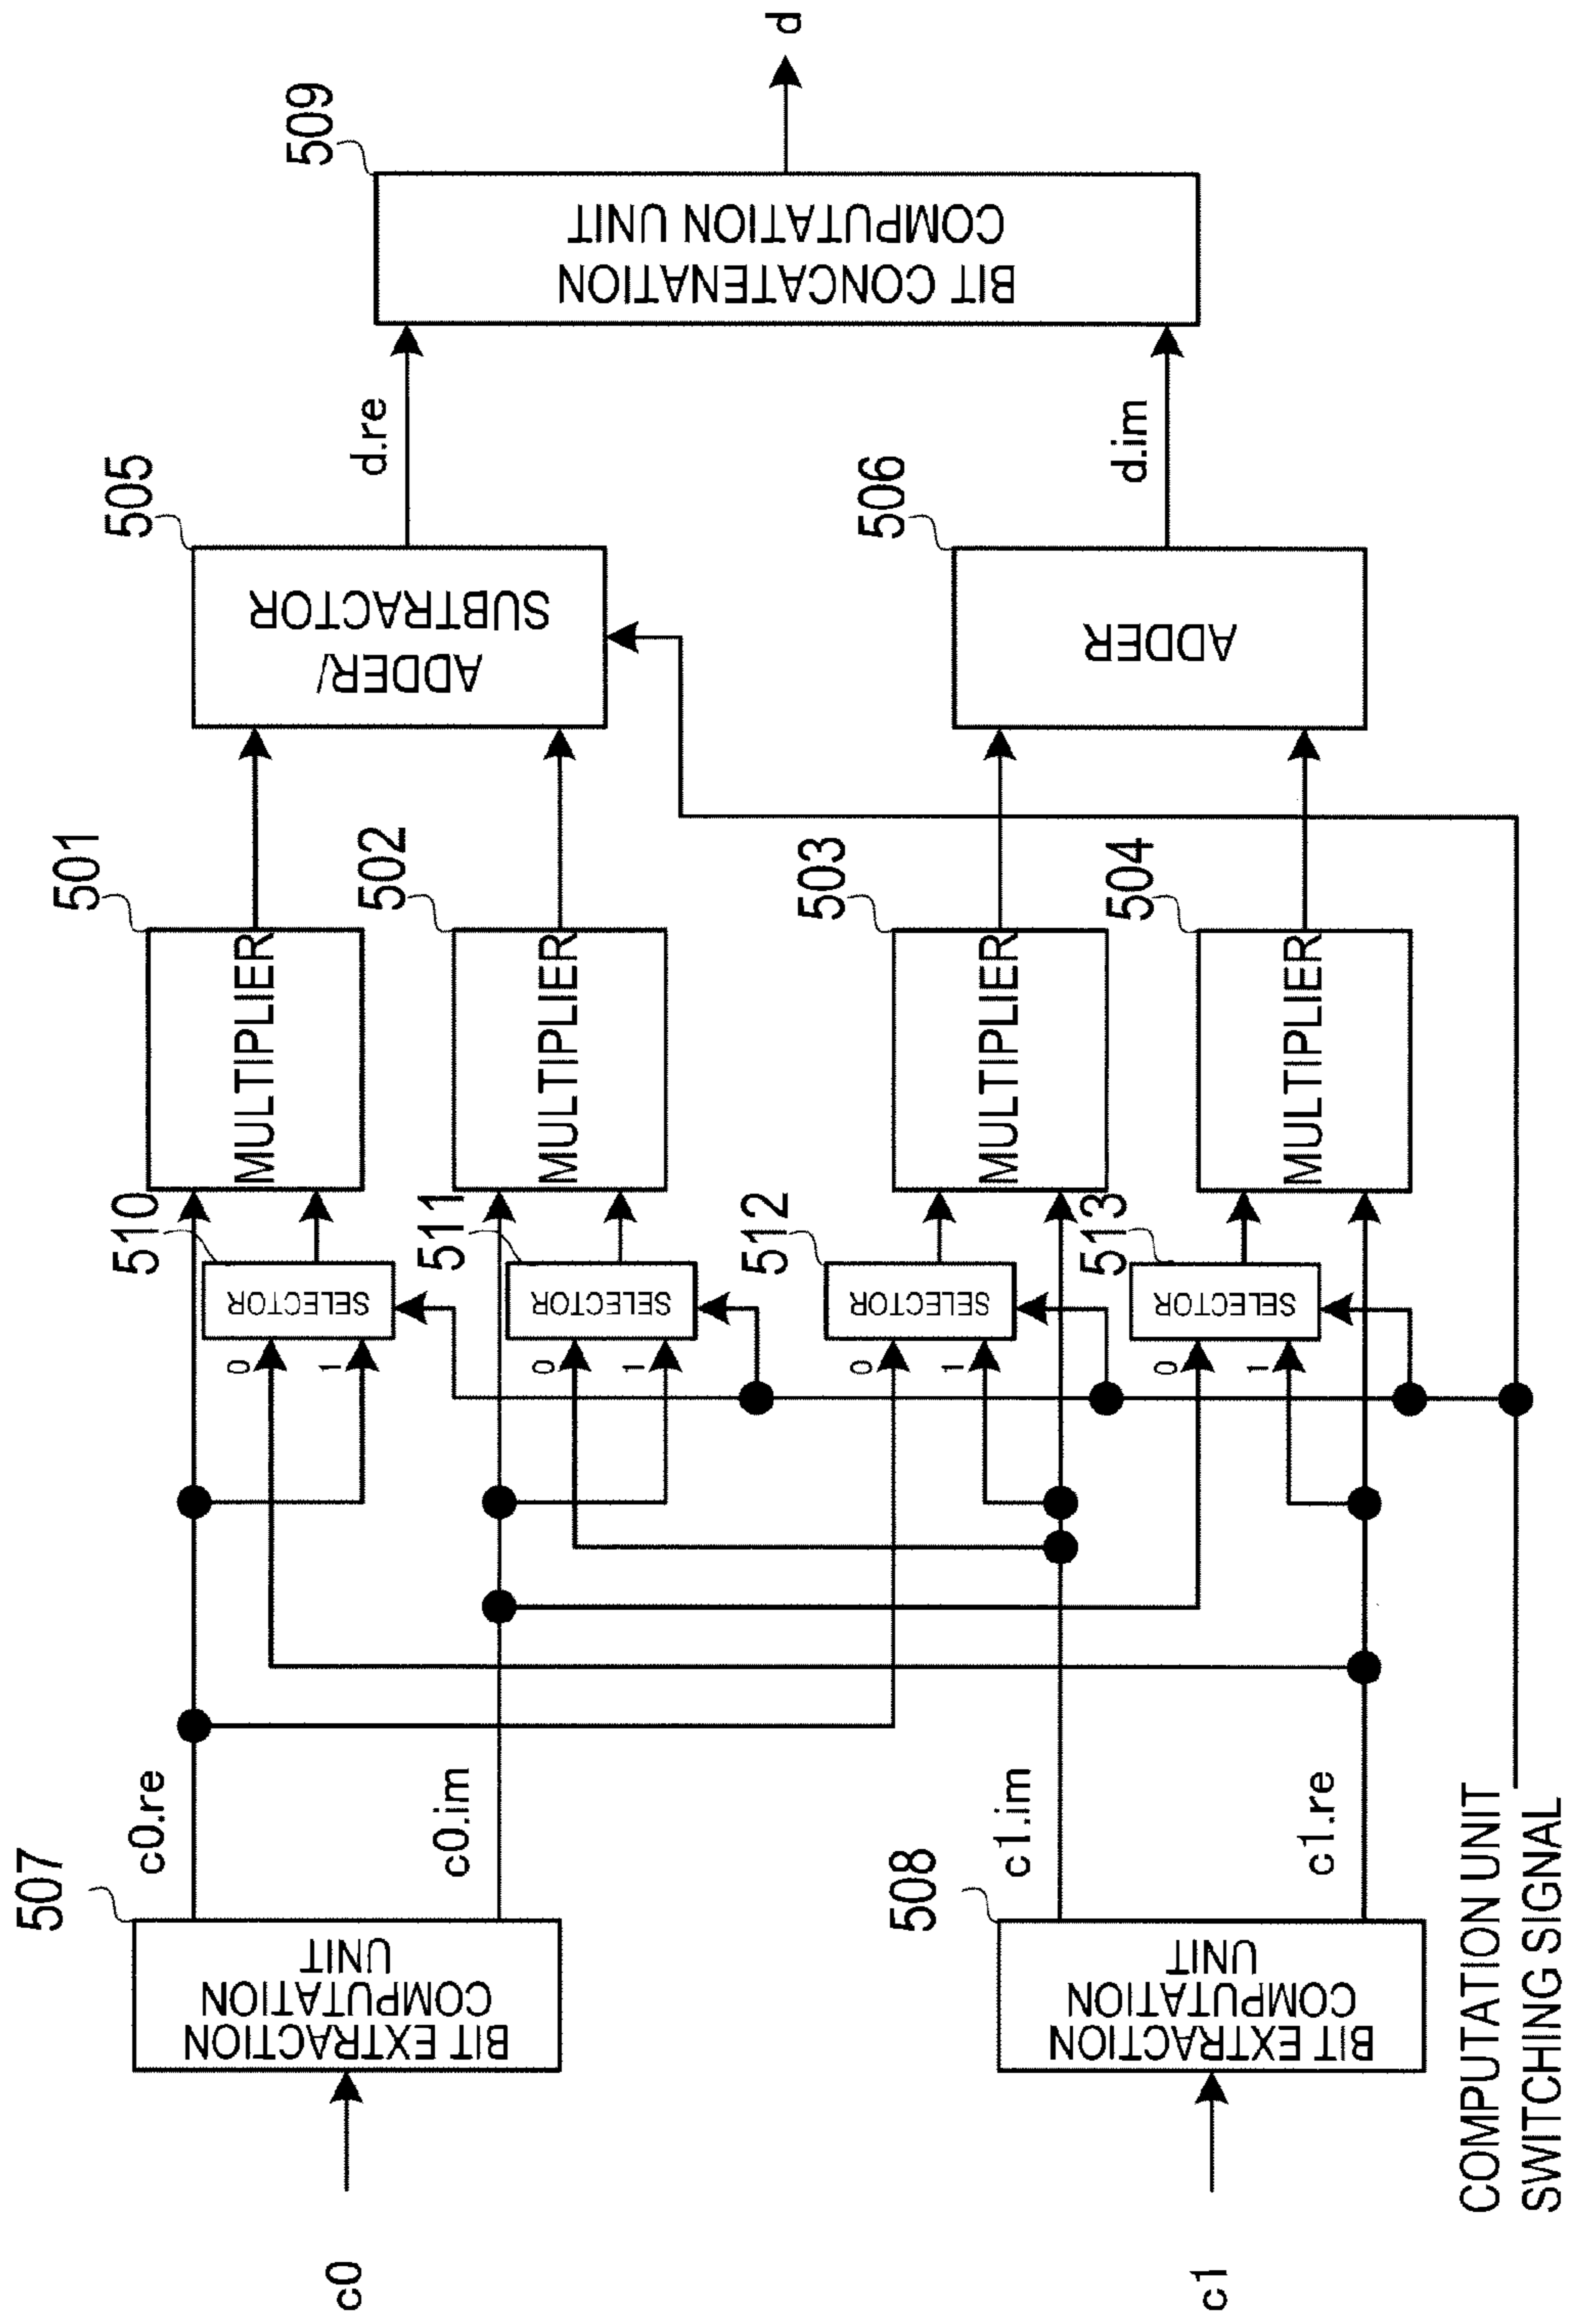 c0
c1
COMPUTATION UNIT
SWITCHING SIGNAL
507
BIT EXTRACTION
COMPUTATION
UNIT
508
BIT EXTRACTION
COMPUTATION
UNIT
c0.re
c0.im
c1.im
c1.re
510
SELECTOR
0
1
511
SELECTOR
0
1
512
SELECTOR
0
1
513
SELECTOR
0
1
501
MULTIPLIER
502
MULTIPLIER
503
MULTIPLIER
504
MULTIPLIER
505
ADDER/
SUBTRACTOR
506
ADDER
d.re
d.im
509
BIT CONCATENATION
COMPUTATION UNIT
d